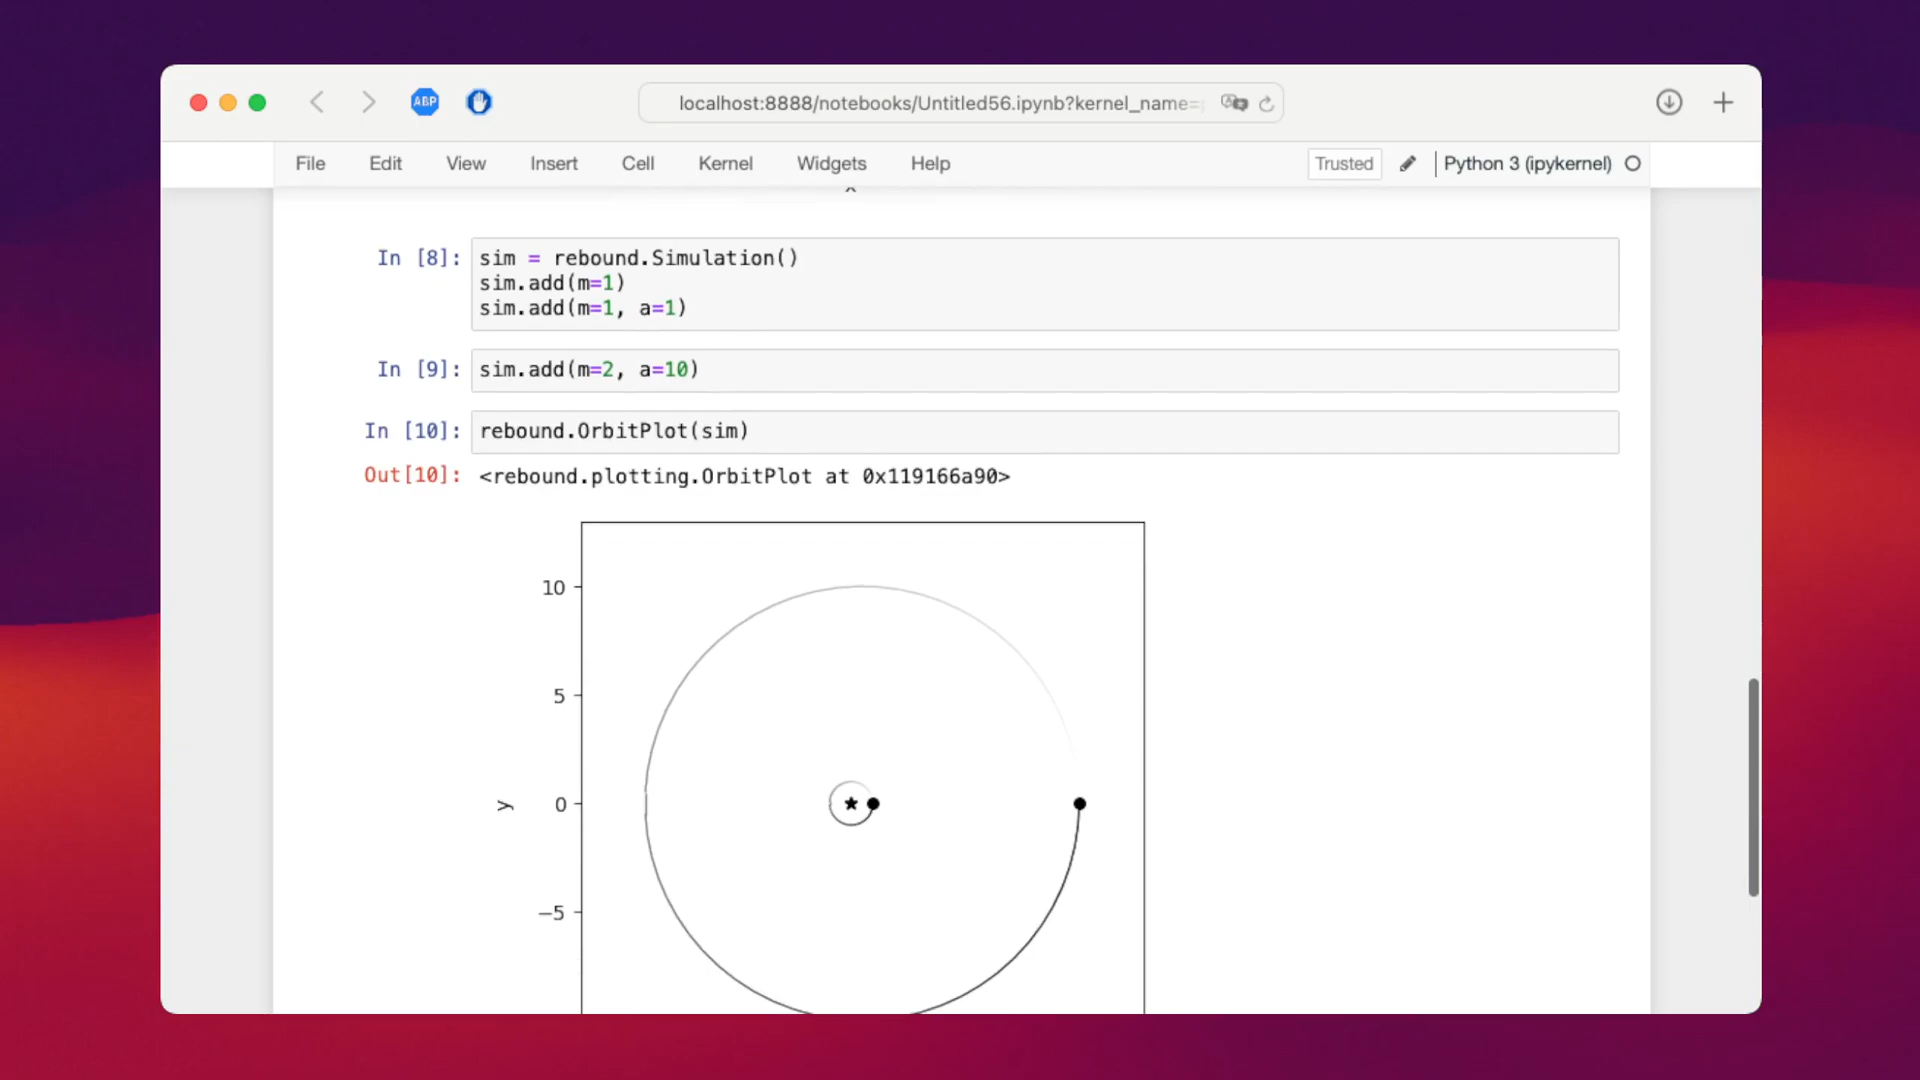 ABP
localhost:8888/notebooks/Untitled56.ipynb?kernel_name=
File Edit View Insert Cell Kernel Widgets Help Trusted Python 3 (ipykernel)
In [8]: sim = rebound.Simulation()
sim.add(m=1)
sim.add(m=1, a=1)
In [9]: sim.add(m=2, a=10)
In [10]: rebound.OrbitPlot(sim)
Out[10]: <rebound.plotting.OrbitPlot at 0x119166a90>
10
5
y 0
−5